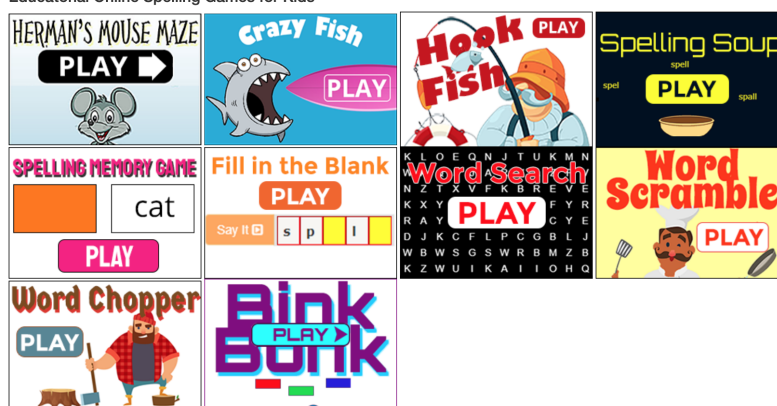 Educational Online Spelling Games for Kids
HERMAN'S MOUSE MAZE
PLAY
Crazy Fish
PLAY
Hook
Fish
PLAY
Spelling Soup
spell
spel
PLAY
spall
SPELLING MEMORY GAME
cat
PLAY
Fill in the Blank
PLAY
Say It
s p l
K L O E Q A J T U K M N
Word Search
N Z T X V F K B R E V E
K X Y
F Y R
PLAY
R A Y
C Y E
D J K C F L P C G B L J
W B W S G S W R B M Z B
K Z W U I K A I I O H Q
Word
Scramble
PLAY
Word Chopper
PLAY
Bink
PLAY
Bonk